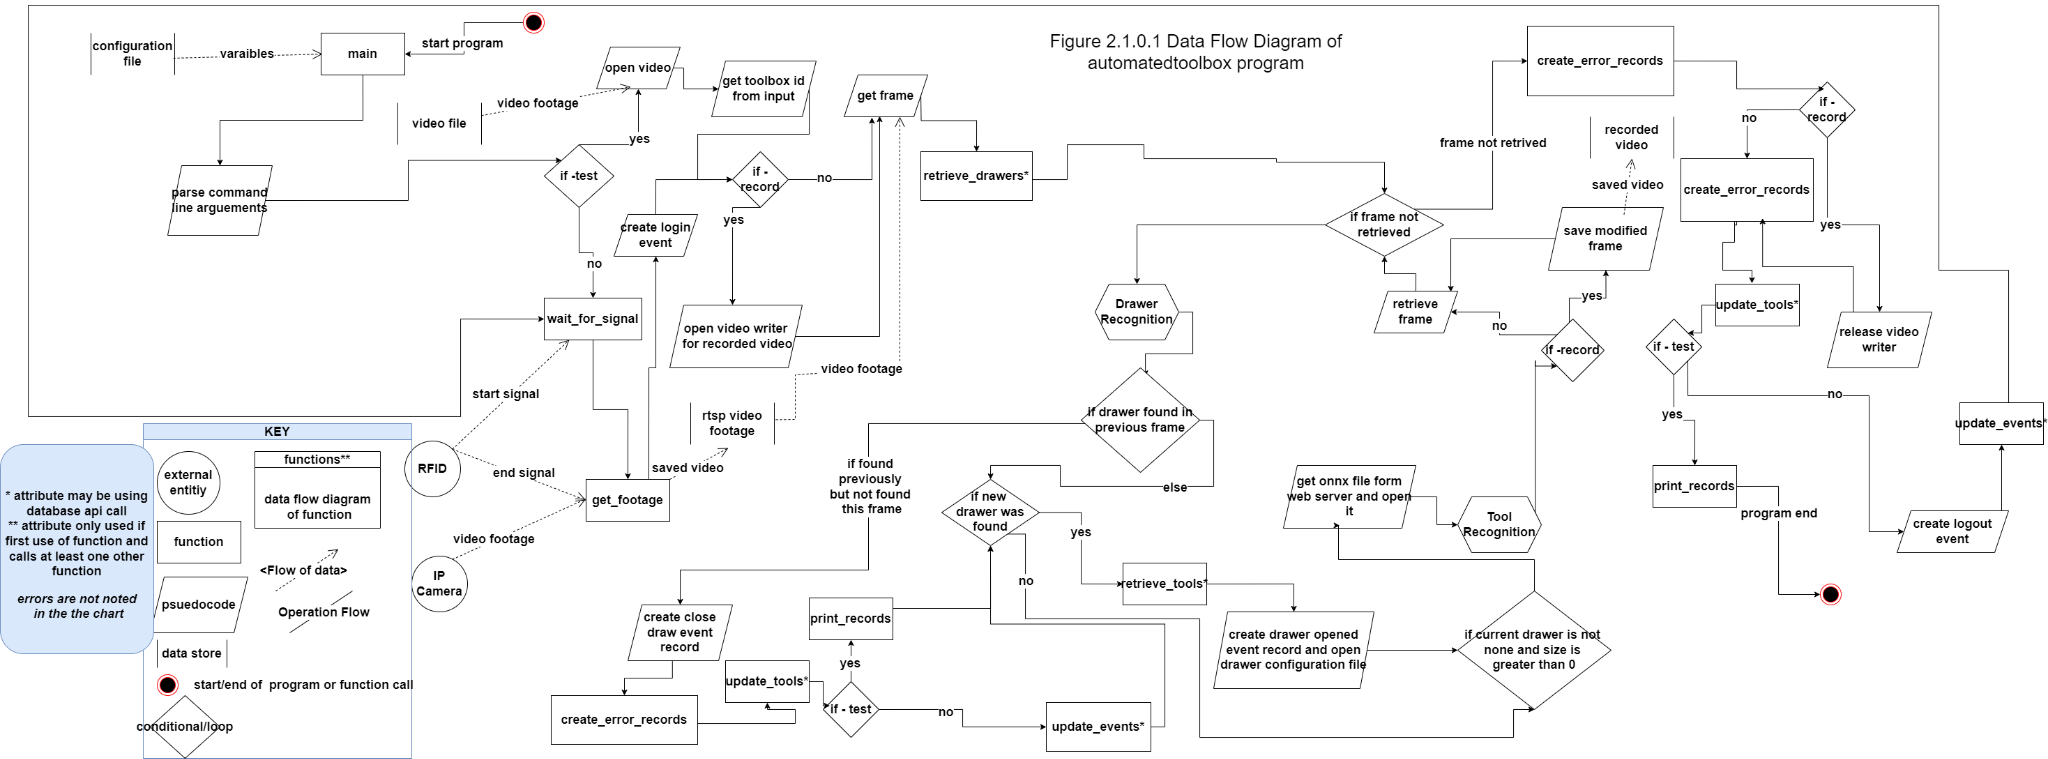 Figure 2.1.0.1 Data Flow Diagram of
automatedtoolbox program
start program
configuration
file
varaibles
main
video file
video footage
open video
get toolbox id
from input
get frame
yes
parse command
line arguements
if -test
no
create login
event
if -
record
no
yes
retrieve_drawers*
open video writer
for recorded video
wait_for_signal
start signal
end signal
RFID
get_footage
saved video
rtsp video
footage
video footage
video footage
IP
Camera
if frame not
retrieved
frame not retrived
create_error_records
if -
record
no
yes
recorded
video
saved video
save modified
frame
retrieve
frame
yes
no
if -record
create_error_records
update_tools*
if - test
release video
writer
no
yes
update_events*
print_records
program end
create logout
event
Drawer
Recognition
if drawer found in
previous frame
else
if found
previously
but not found
this frame
if new
drawer was
found
yes
no
get onnx file form
web server and open
it
Tool
Recognition
retrieve_tools*
create drawer opened
event record and open
drawer configuration file
if current drawer is not
none and size is
greater than 0
create close
draw event
record
print_records
yes
update_tools*
if - test
no
create_error_records
update_events*
KEY
external
entitiy
functions**
data flow diagram
of function
function
<Flow of data>
psuedocode
Operation Flow
data store
start/end of  program or function call
conditional/loop
* attribute may be using
database api call
** attribute only used if
first use of function and
calls at least one other
function
errors are not noted
in the the chart